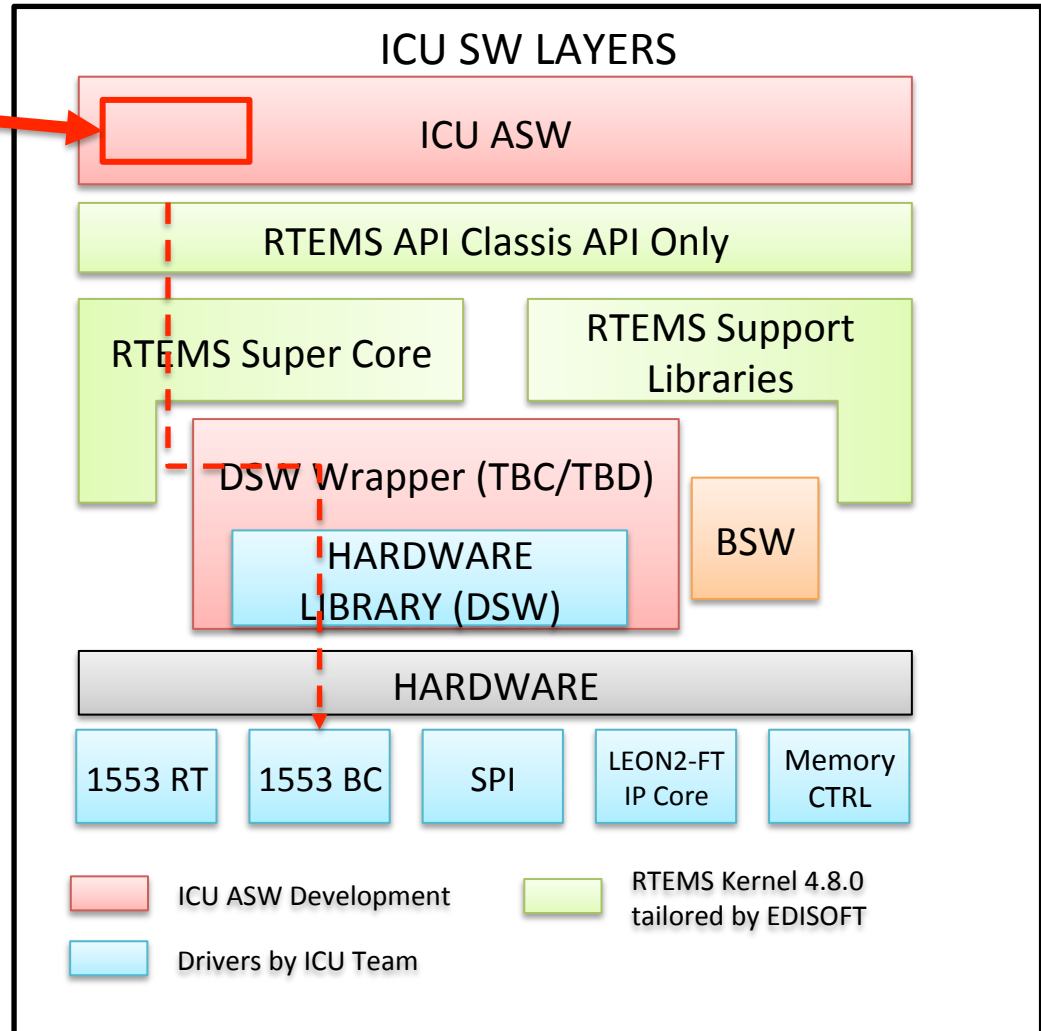 ICU SW LAYERS
ICU ASW
RTEMS API Classis API Only
RTEMS Super Core
RTEMS Support
Libraries
DSW Wrapper (TBC/TBD)
HARDWARE
LIBRARY (DSW)
BSW
HARDWARE
1553 RT
1553 BC
SPI
LEON2-FT
IP Core
Memory
CTRL
ICU ASW Development
RTEMS Kernel 4.8.0
tailored by EDISOFT
Drivers by ICU Team